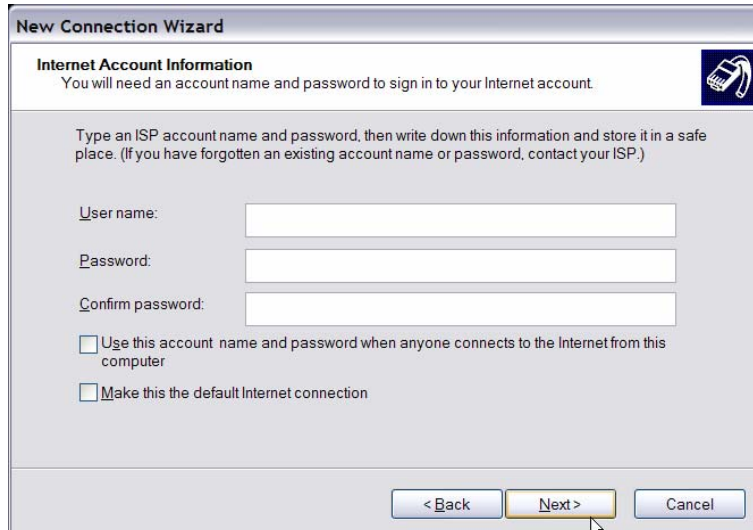 New Connection Wizard
Internet Account Information
You will need an account name and password to sign in to your Internet account.
Type an ISP account name and password, then write down this information and store it in a safe
place. (If you have forgotten an existing account name or password, contact your ISP.)
User name:
Password:
Confirm password:
Use this account name and password when anyone connects to the Internet from this
computer
Make this the default Internet connection
< Back Next > Cancel